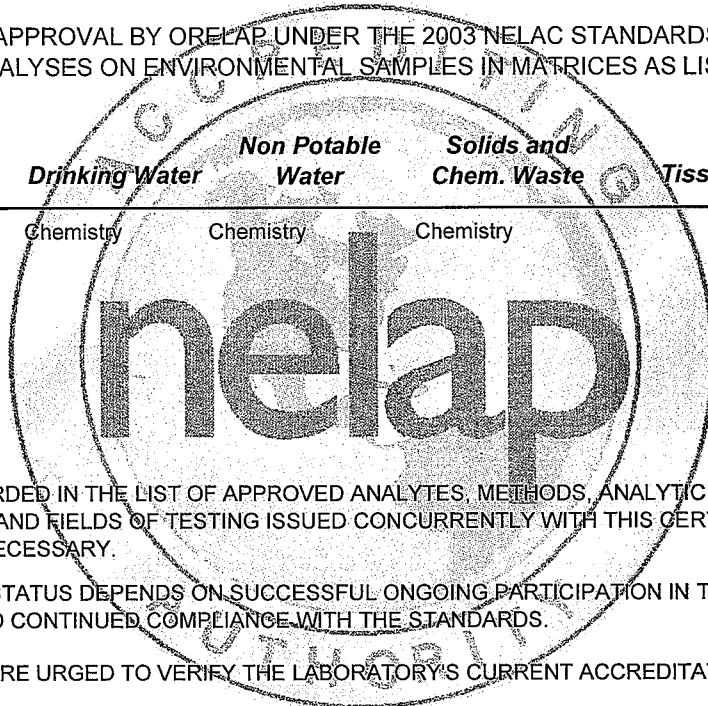 APPROVAL BY ORELAP UNDER THE 2003 NELAC STANDARDS
ALYSES ON ENVIRONMENTAL SAMPLES IN MATRICES AS LIS
Drinking Water Non Potable Water Solids and Chem. Waste Tiss
Chemistry Chemistry Chemistry
ACCREDITING
nelap
RDED IN THE LIST OF APPROVED ANALYTES, METHODS, ANALYTIC
AND FIELDS OF TESTING ISSUED CONCURRENTLY WITH THIS CERT
ECESSARY.
STATUS DEPENDS ON SUCCESSFUL ONGOING PARTICIPATION IN T
D CONTINUED COMPLIANCE WITH THE STANDARDS.
AUTHORITY
RE URGED TO VERIFY THE LABORATORY'S CURRENT ACCREDITAT